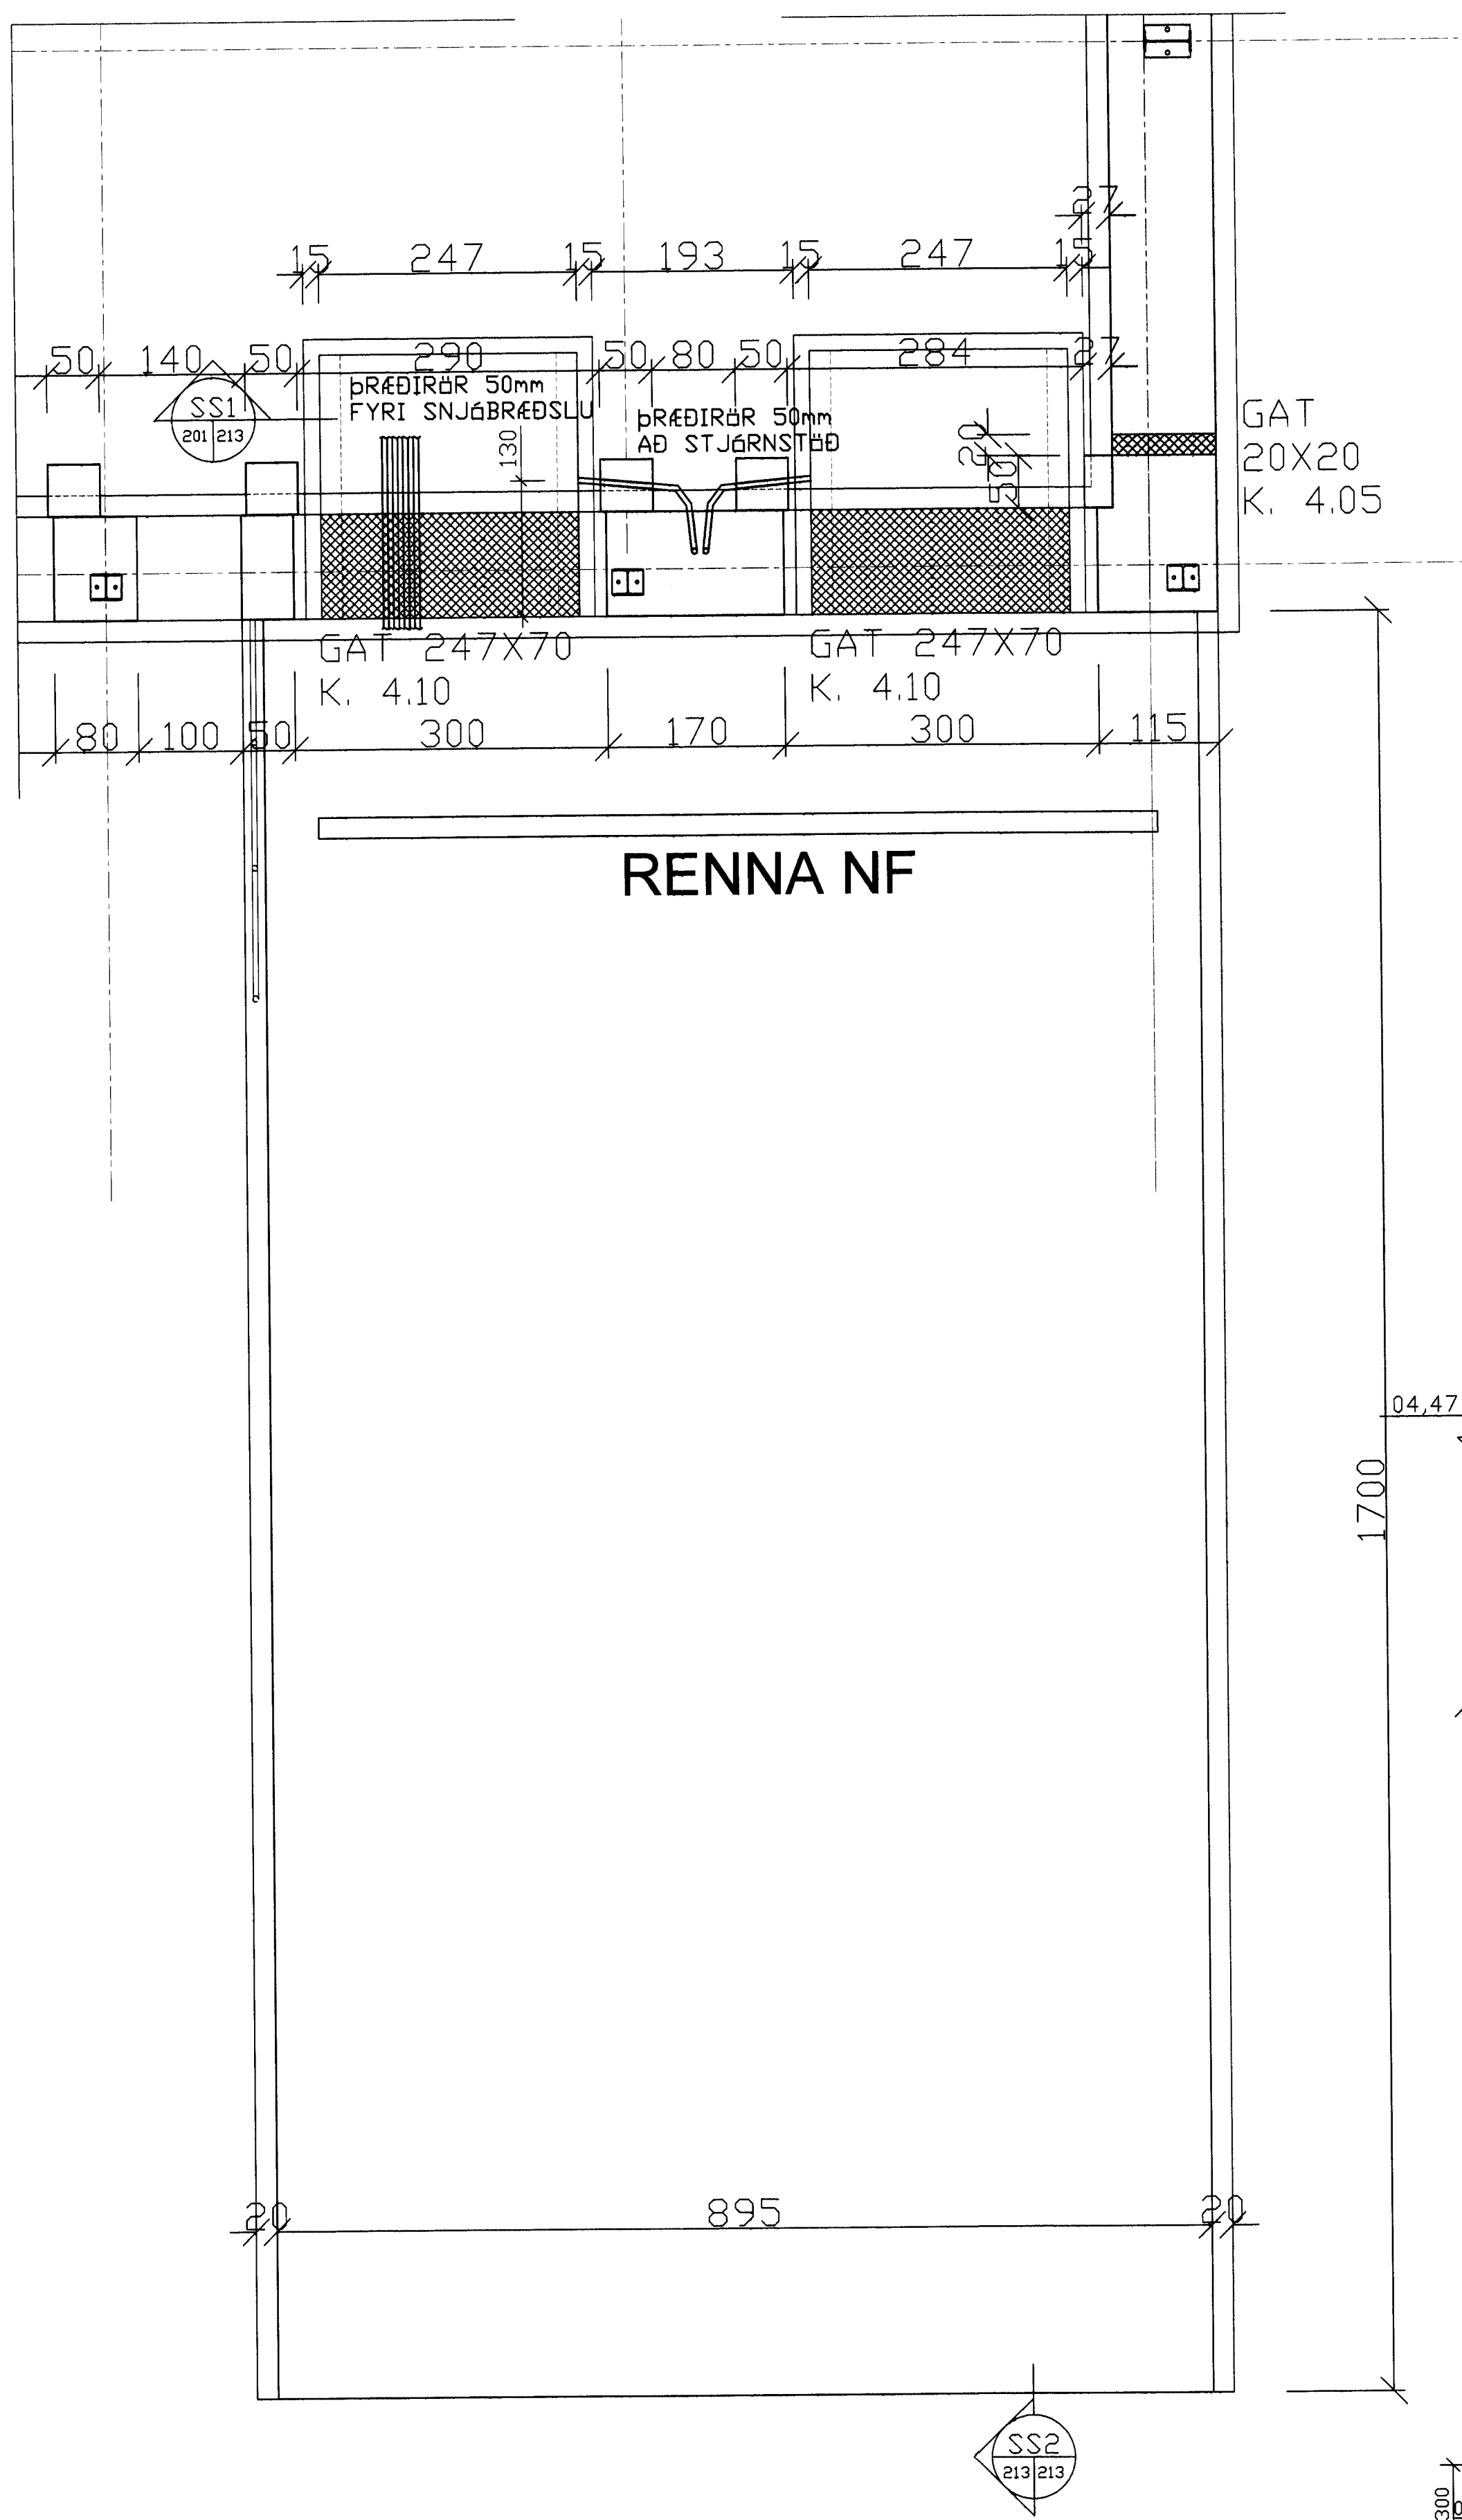 27
15 247 15 193 15 247 15
50 140 50 290 50 80 50 284 27
ÞRÆÐIRÖR 50mm
FYRI SNJÓBRÆÐSLU
ÞRÆÐIRÖR 50mm
AÐ STJÓRNSTÖÐ
SS1
201 213
130
20
50
GAT
20X20
K. 4.05
GAT 247X70
K. 4.10
GAT 247X70
K. 4.10
80 100 50 300 170 300 115
RENNA NF
04,47
1700
20 895 20
SS2
213 213
300